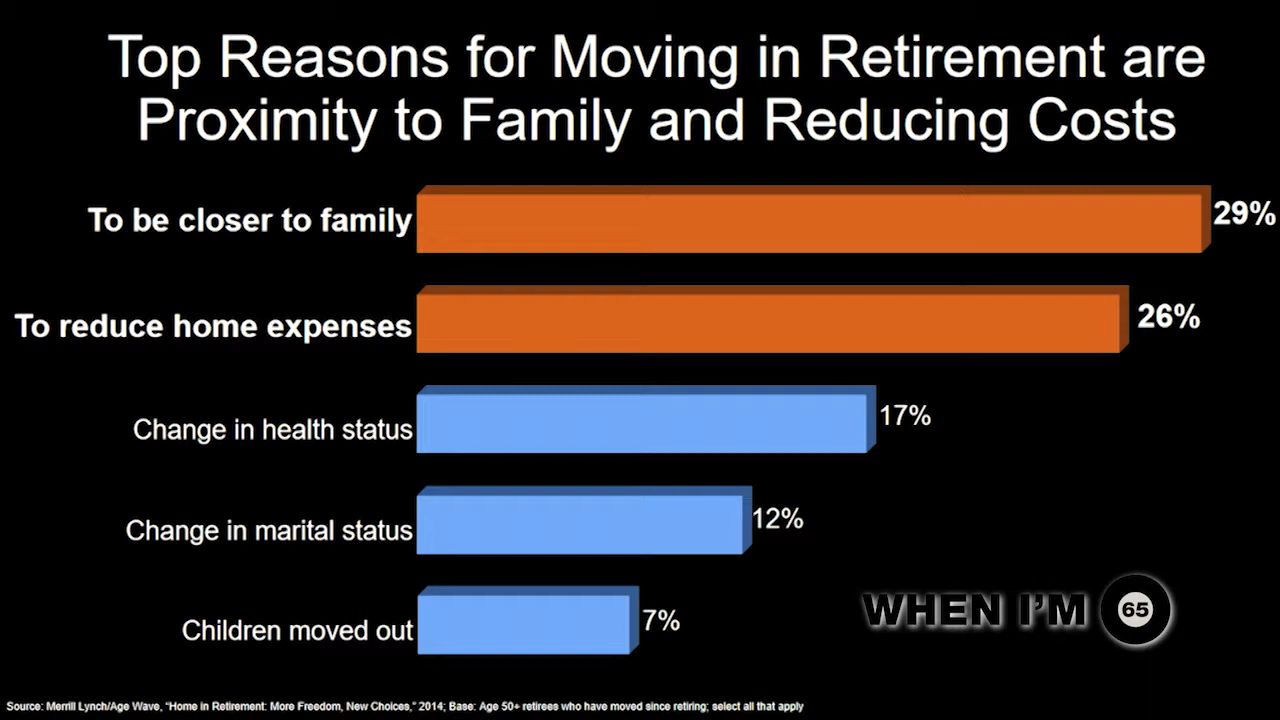 Top Reasons for Moving in Retirement are
Proximity to Family and Reducing Costs
To be closer to family 29%
To reduce home expenses 26%
Change in health status 17%
Change in marital status 12%
Children moved out 7%
WHEN I'M 65
Source: Merrill Lynch/Age Wave, “Home in Retirement: More Freedom, New Choices,” 2014; Base: Age 50+ retirees who have moved since retiring; select all that apply